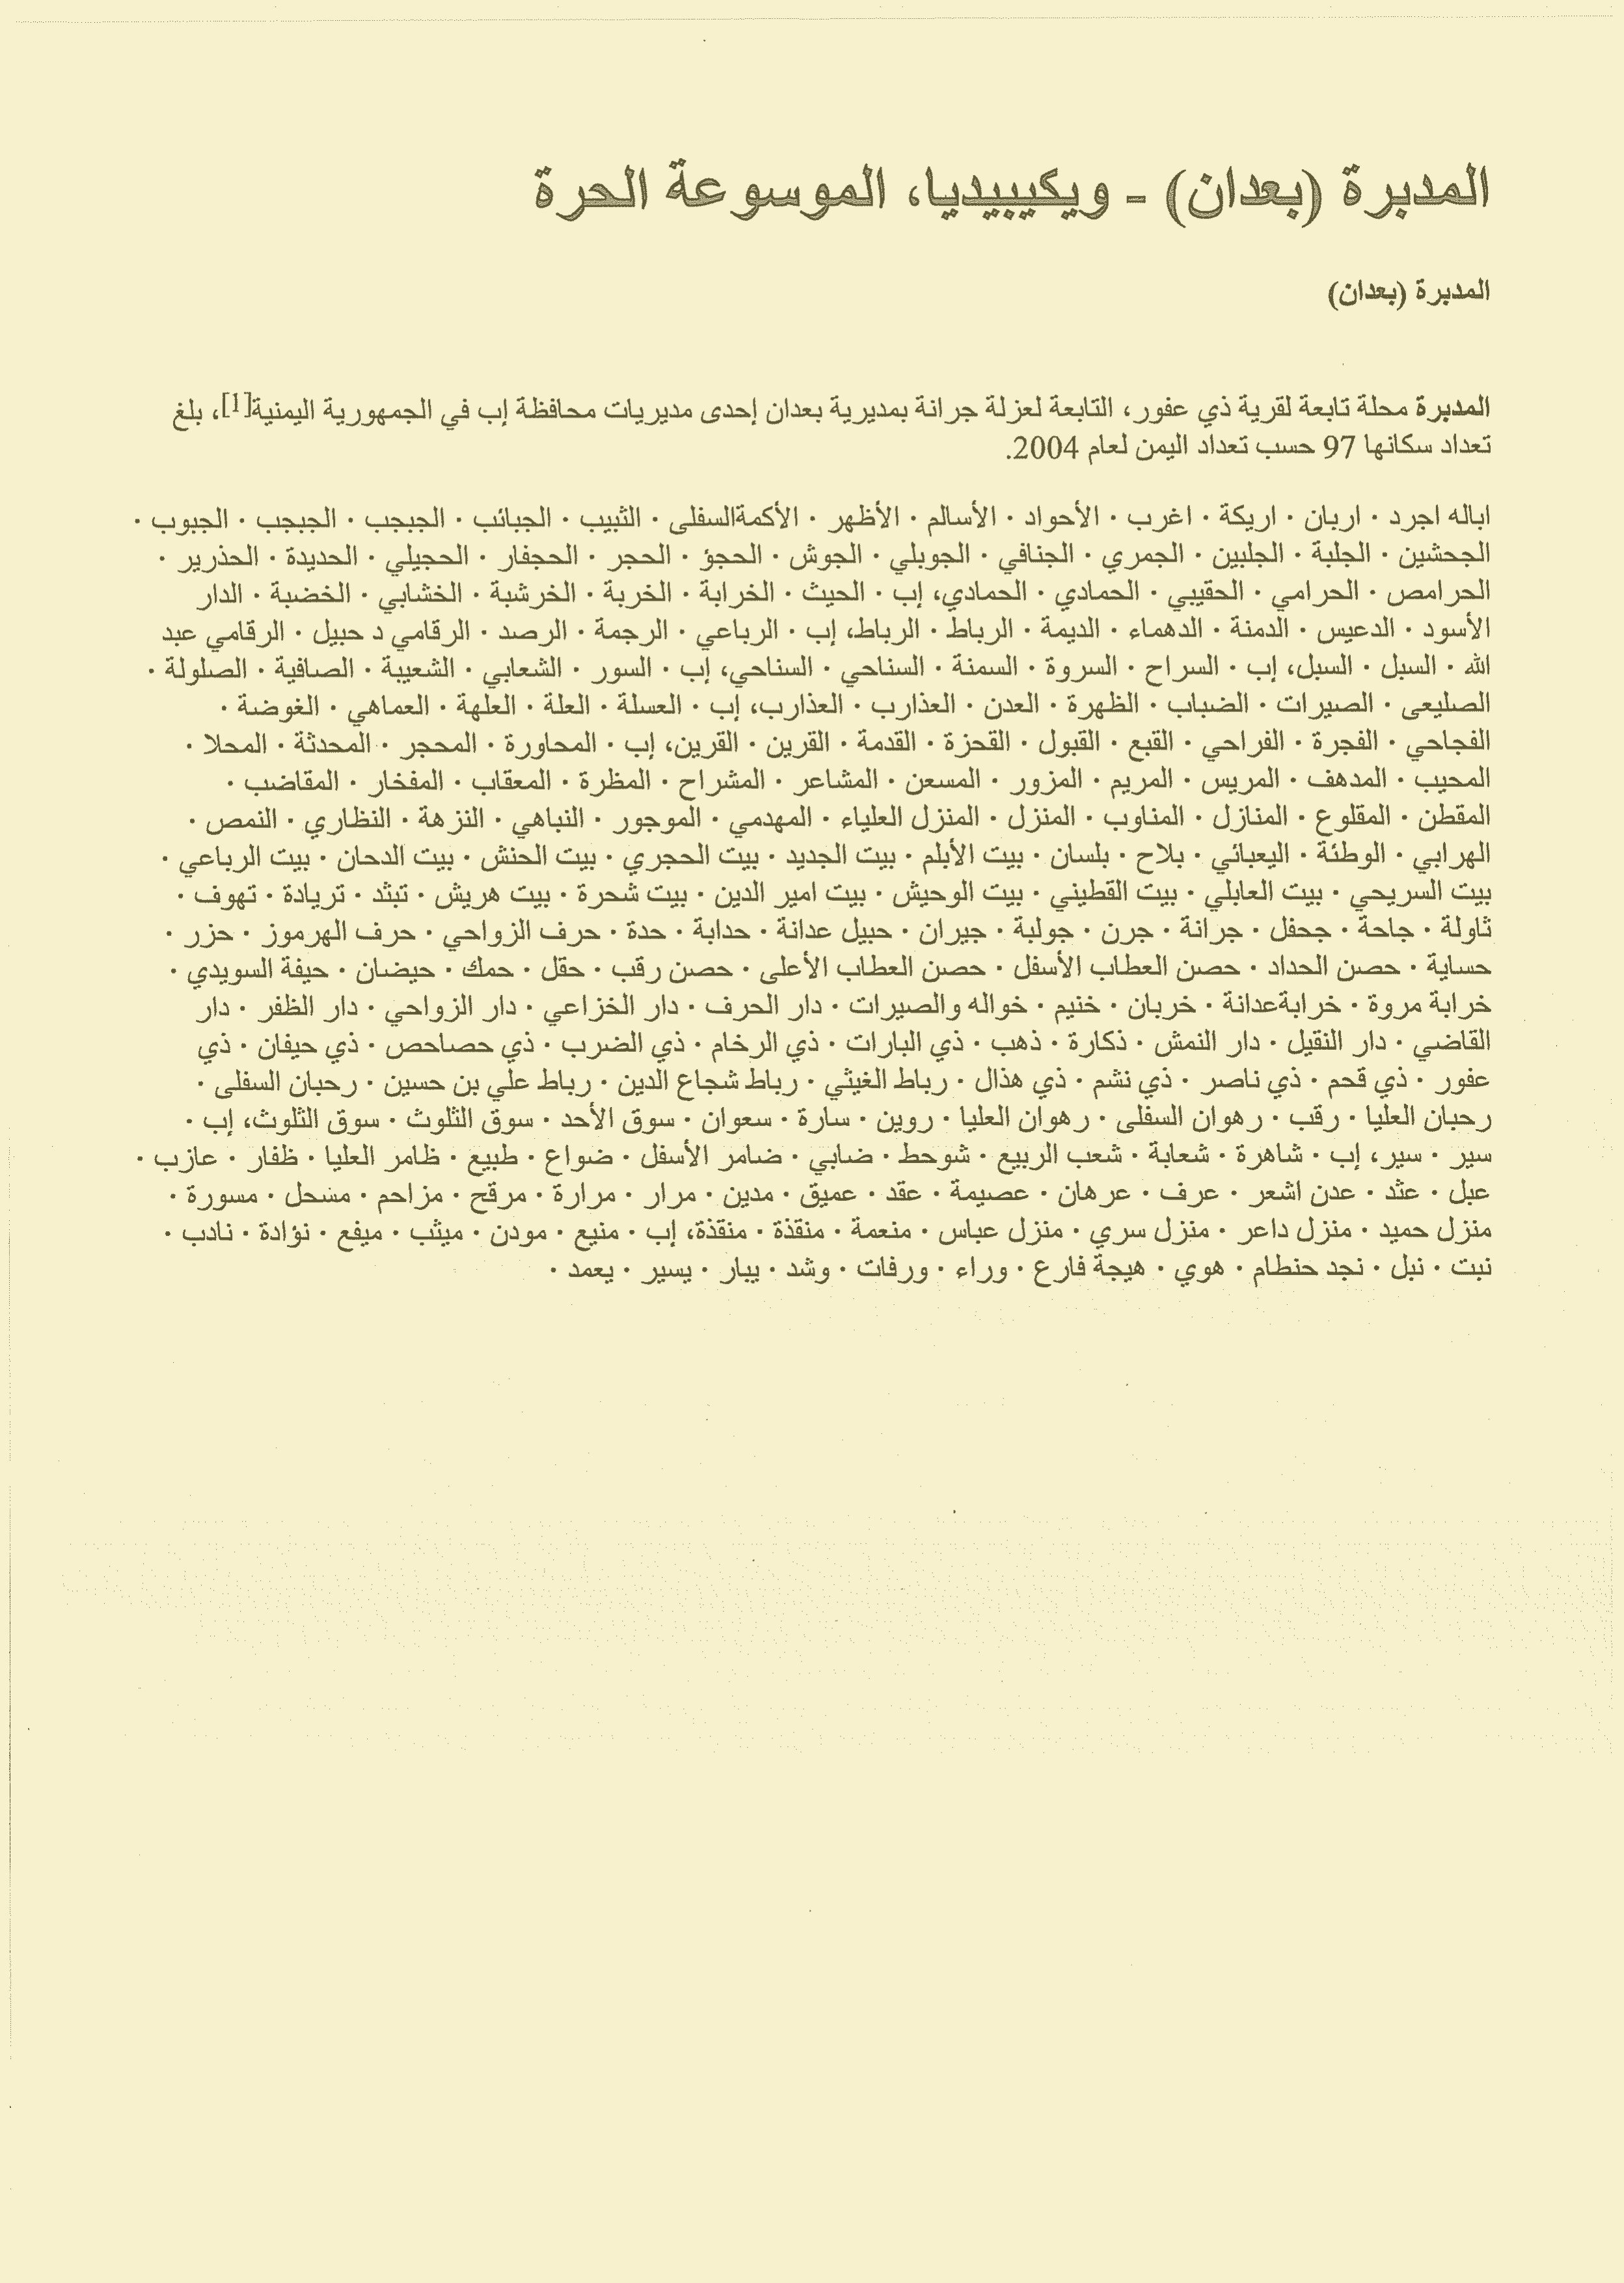 المدبرة (بعدان) - ويكيبيديا، الموسوعة الحرة
المدبرة (بعدان)
المدبرة محلة تابعة لقرية ذي عفور، التابعة لعزلة جرانة بمديرية بعدان إحدى مديريات محافظة إب في الجمهورية اليمنية[1]، بلغ
تعداد سكانها 97 حسب تعداد اليمن لعام 2004.
اباله اجرد · اربان · اريكة · اغرب · الأحواد · الأسالم · الأظهر · الأكمةالسفلى · الثبيب · الجبائب · الجبجب · الجبجب · الجبوب ·
الجحشين · الجلبة · الجلبين · الجمري · الجنافي · الجوبلي · الجوش · الحجؤ · الحجر · الحجفار · الحجيلي · الحديدة · الحذرير ·
الحرامص · الحرامي · الحقيبي · الحمادي · الحمادي، إب · الحيث · الخرابة · الخربة · الخرشبة · الخشابي · الخضبة · الدار
الأسود · الدعيس · الدمنة · الدهماء · الديمة · الرباط · الرباط، إب · الرباعي · الرجمة · الرصد · الرقامي د حبيل · الرقامي عبد
الله · السبل · السبل، إب · السراح · السروة · السمنة · السناحي · السناحي، إب · السور · الشعابي · الشعيبة · الصافية · الصلولة ·
الصليعى · الصيرات · الضباب · الظهرة · العدن · العذارب · العذارب، إب · العسلة · العلة · العلهة · العماهي · الغوضة ·
الفجاحي · الفجرة · الفراحي · القبع · القبول · القحزة · القدمة · القرين · القرين، إب · المحاورة · المحجر · المحدثة · المحلا ·
المحيب · المدهف · المريس · المريم · المزور · المسعن · المشاعر · المشراح · المظرة · المعقاب · المفخار · المقاضب ·
المقطن · المقلوع · المنازل · المناوب · المنزل · المنزل العلياء · المهدمي · الموجور · النباهي · النزهة · النظاري · النمص ·
الهرابي · الوطئة · اليعبائي · بلاح · بلسان · بيت الأبلم · بيت الجديد · بيت الحجري · بيت الحنش · بيت الدحان · بيت الرباعي ·
بيت السريحي · بيت العابلي · بيت القطيني · بيت الوحيش · بيت امير الدين · بيت شحرة · بيت هريش · تبثد · تريادة · تهوف ·
ثاولة · جاحة · جحفل · جرانة · جرن · جولبة · جيران · حبيل عدانة · حدابة · حدة · حرف الزواحي · حرف الهرموز · حزر ·
حساية · حصن الحداد · حصن العطاب الأسفل · حصن العطاب الأعلى · حصن رقب · حقل · حمك · حيضان · حيفة السويدي ·
خرابة مروة · خرابةعدانة · خربان · خنيم · خواله والصيرات · دار الحرف · دار الخزاعي · دار الزواحي · دار الظفر · دار
القاضي · دار النقيل · دار النمش · ذكارة · ذهب · ذي البارات · ذي الرخام · ذي الضرب · ذي حصاحص · ذي حيفان · ذي
عفور · ذي قحم · ذي ناصر · ذي نشم · ذي هذال · رباط الغيثي · رباط شجاع الدين · رباط علي بن حسين · رحبان السفلى ·
رحبان العليا · رقب · رهوان السفلى · رهوان العليا · روين · سارة · سعوان · سوق الأحد · سوق الثلوث · سوق الثلوث، إب ·
سير · سير، إب · شاهرة · شعابة · شعب الربيع · شوحط · ضابي · ضامر الأسفل · ضواع · طبيع · ظامر العليا · ظفار · عازب ·
عبل · عثد · عدن اشعر · عرف · عرهان · عصيمة · عقد · عميق · مدين · مرار · مرارة · مرقح · مزاحم · مشحل · مسورة ·
منزل حميد · منزل داعر · منزل سري · منزل عباس · منعمة · منقذة · منقذة، إب · منيع · مودن · ميثب · ميفع · نؤادة · نادب ·
نبت · نبل · نجد حنطام · هوي · هيجة فارع · وراء · ورفات · وشد · يبار · يسير · يعمد ·